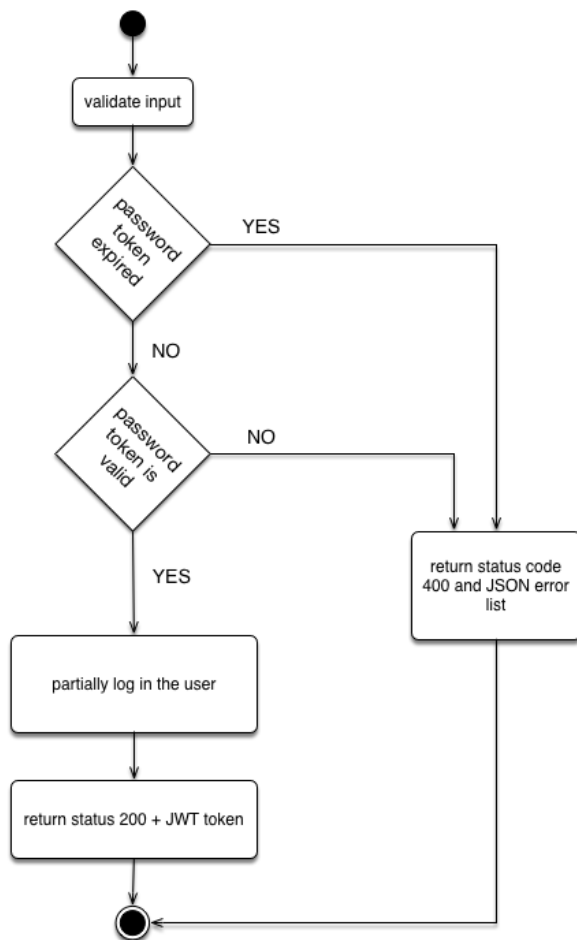 validate input
password
token
expired
YES
NO
password
token is
valid
NO
YES
return status code
400 and JSON error
list
partially log in the user
return status 200 + JWT token